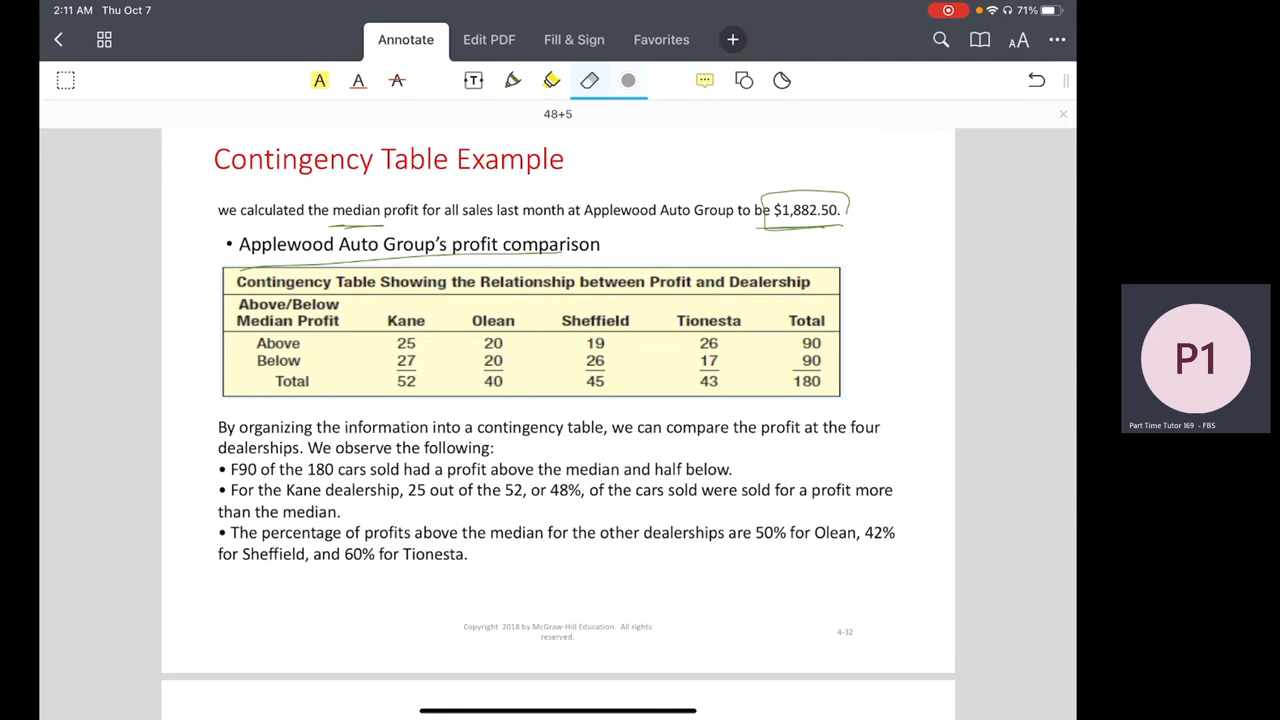 2:11 AM Thu Oct 7 71%
Annotate Edit PDF Fill & Sign Favorites
48+5
Contingency Table Example
we calculated the median profit for all sales last month at Applewood Auto Group to be $1,882.50.
• Applewood Auto Group's profit comparison
Contingency Table Showing the Relationship between Profit and Dealership
Above/Below
Median Profit Kane Olean Sheffield Tionesta Total
Above 25 20 19 26 90
Below 27 20 26 17 90
Total 52 40 45 43 180
By organizing the information into a contingency table, we can compare the profit at the four
dealerships. We observe the following:
• F90 of the 180 cars sold had a profit above the median and half below.
• For the Kane dealership, 25 out of the 52, or 48%, of the cars sold were sold for a profit more
than the median.
• The percentage of profits above the median for the other dealerships are 50% for Olean, 42%
for Sheffield, and 60% for Tionesta.
Copyright 2018 by McGraw-Hill Education. All rights
reserved.
4-32
P1
Part Time Tutor 169 - FBS